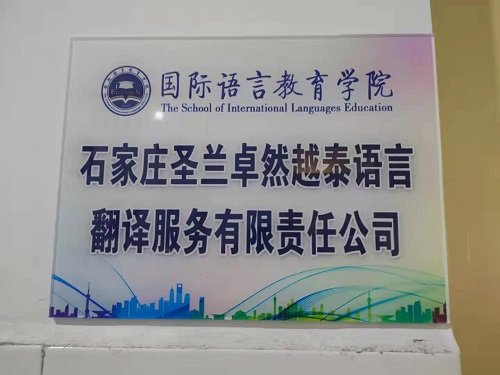 国际语言教育学院
The School of International Languages Education
石家庄圣兰卓然越泰语言
翻译服务有限责任公司